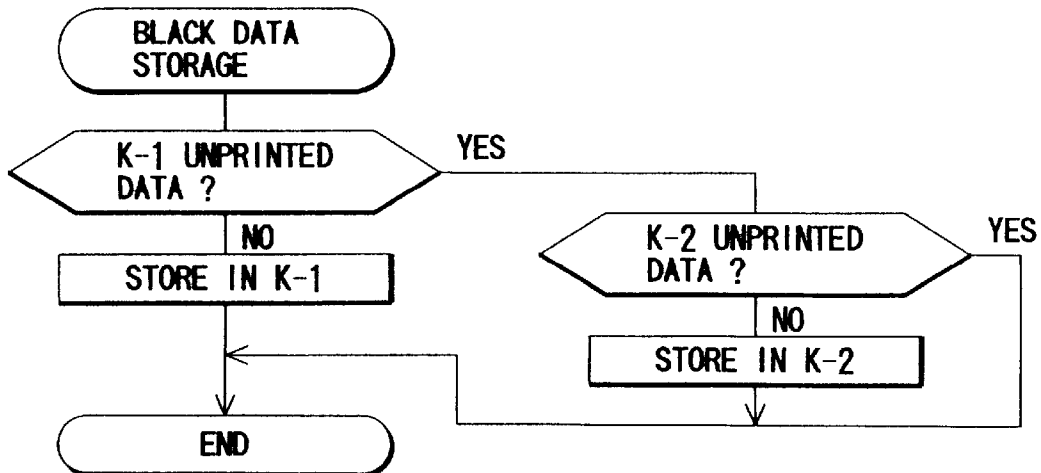 BLACK DATA
STORAGE
K-1 UNPRINTED
DATA ?
YES
NO
STORE IN K-1
K-2 UNPRINTED
DATA ?
YES
NO
STORE IN K-2
END